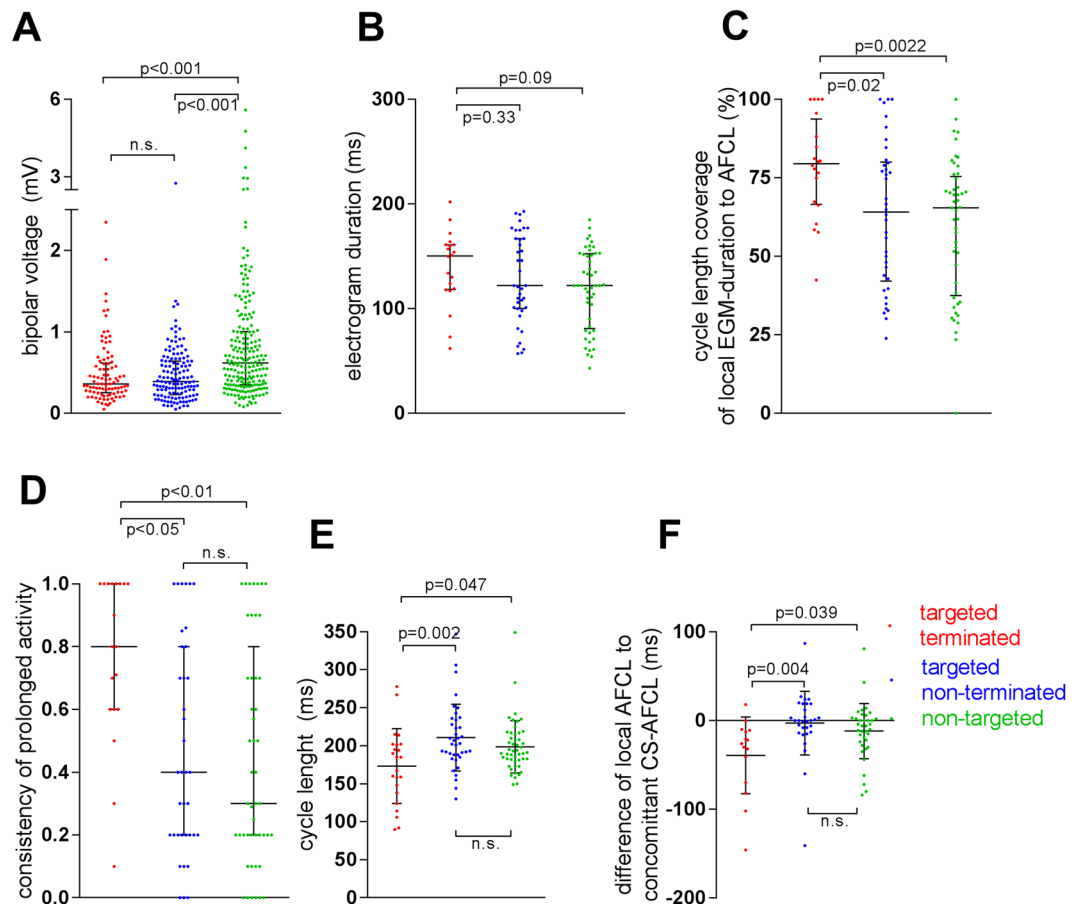 A
p<0.001
p<0.001
n.s.
bipolar voltage (mV)
6
3
2
1
0
B
p=0.09
p=0.33
electrogram duration (ms)
300
200
100
0
C
p=0.0022
p=0.02
cycle length coverage
of local EGM-duration to AFCL (%)
100
75
50
25
0
D
p<0.01
p<0.05
n.s.
consistency of prolonged activity
1.0
0.8
0.6
0.4
0.2
0.0
E
p=0.047
p=0.002
n.s.
cycle lenght (ms)
350
300
250
200
150
100
50
0
F
p=0.039
p=0.004
n.s.
difference of local AFCL to
concomittant CS-AFCL (ms)
100
0
-100
-200
targeted
terminated
targeted
non-terminated
non-targeted